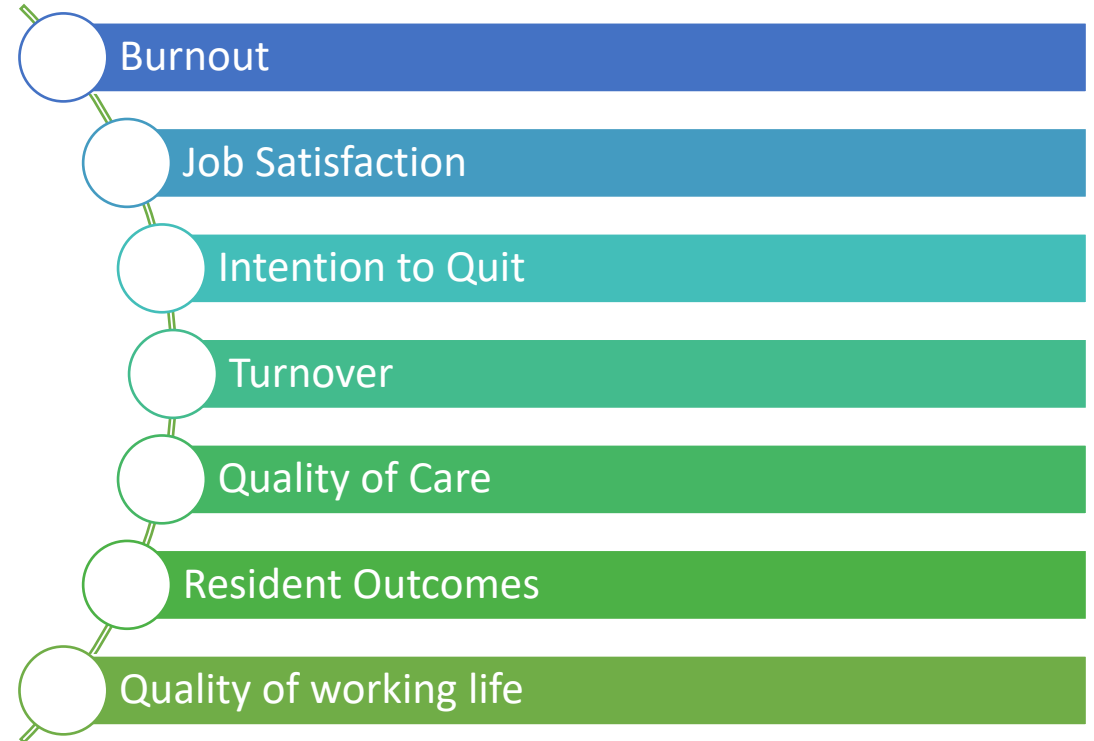 Burnout
Job Satisfaction
Intention to Quit
Turnover
Quality of Care
Resident Outcomes
Quality of working life